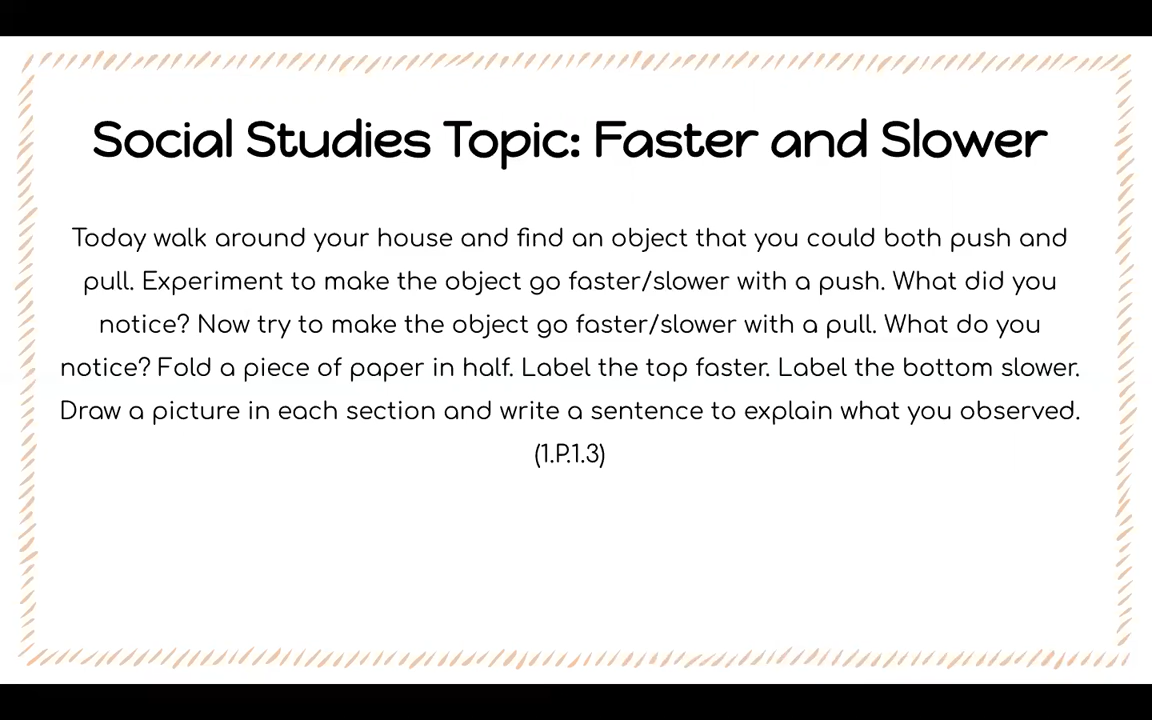 Social Studies Topic: Faster and Slower
Today walk around your house and find an object that you could both push and
pull. Experiment to make the object go faster/slower with a push. What did you
notice? Now try to make the object go faster/slower with a pull. What do you
notice? Fold a piece of paper in half. Label the top faster. Label the bottom slower.
Draw a picture in each section and write a sentence to explain what you observed.
(1.P.1.3)